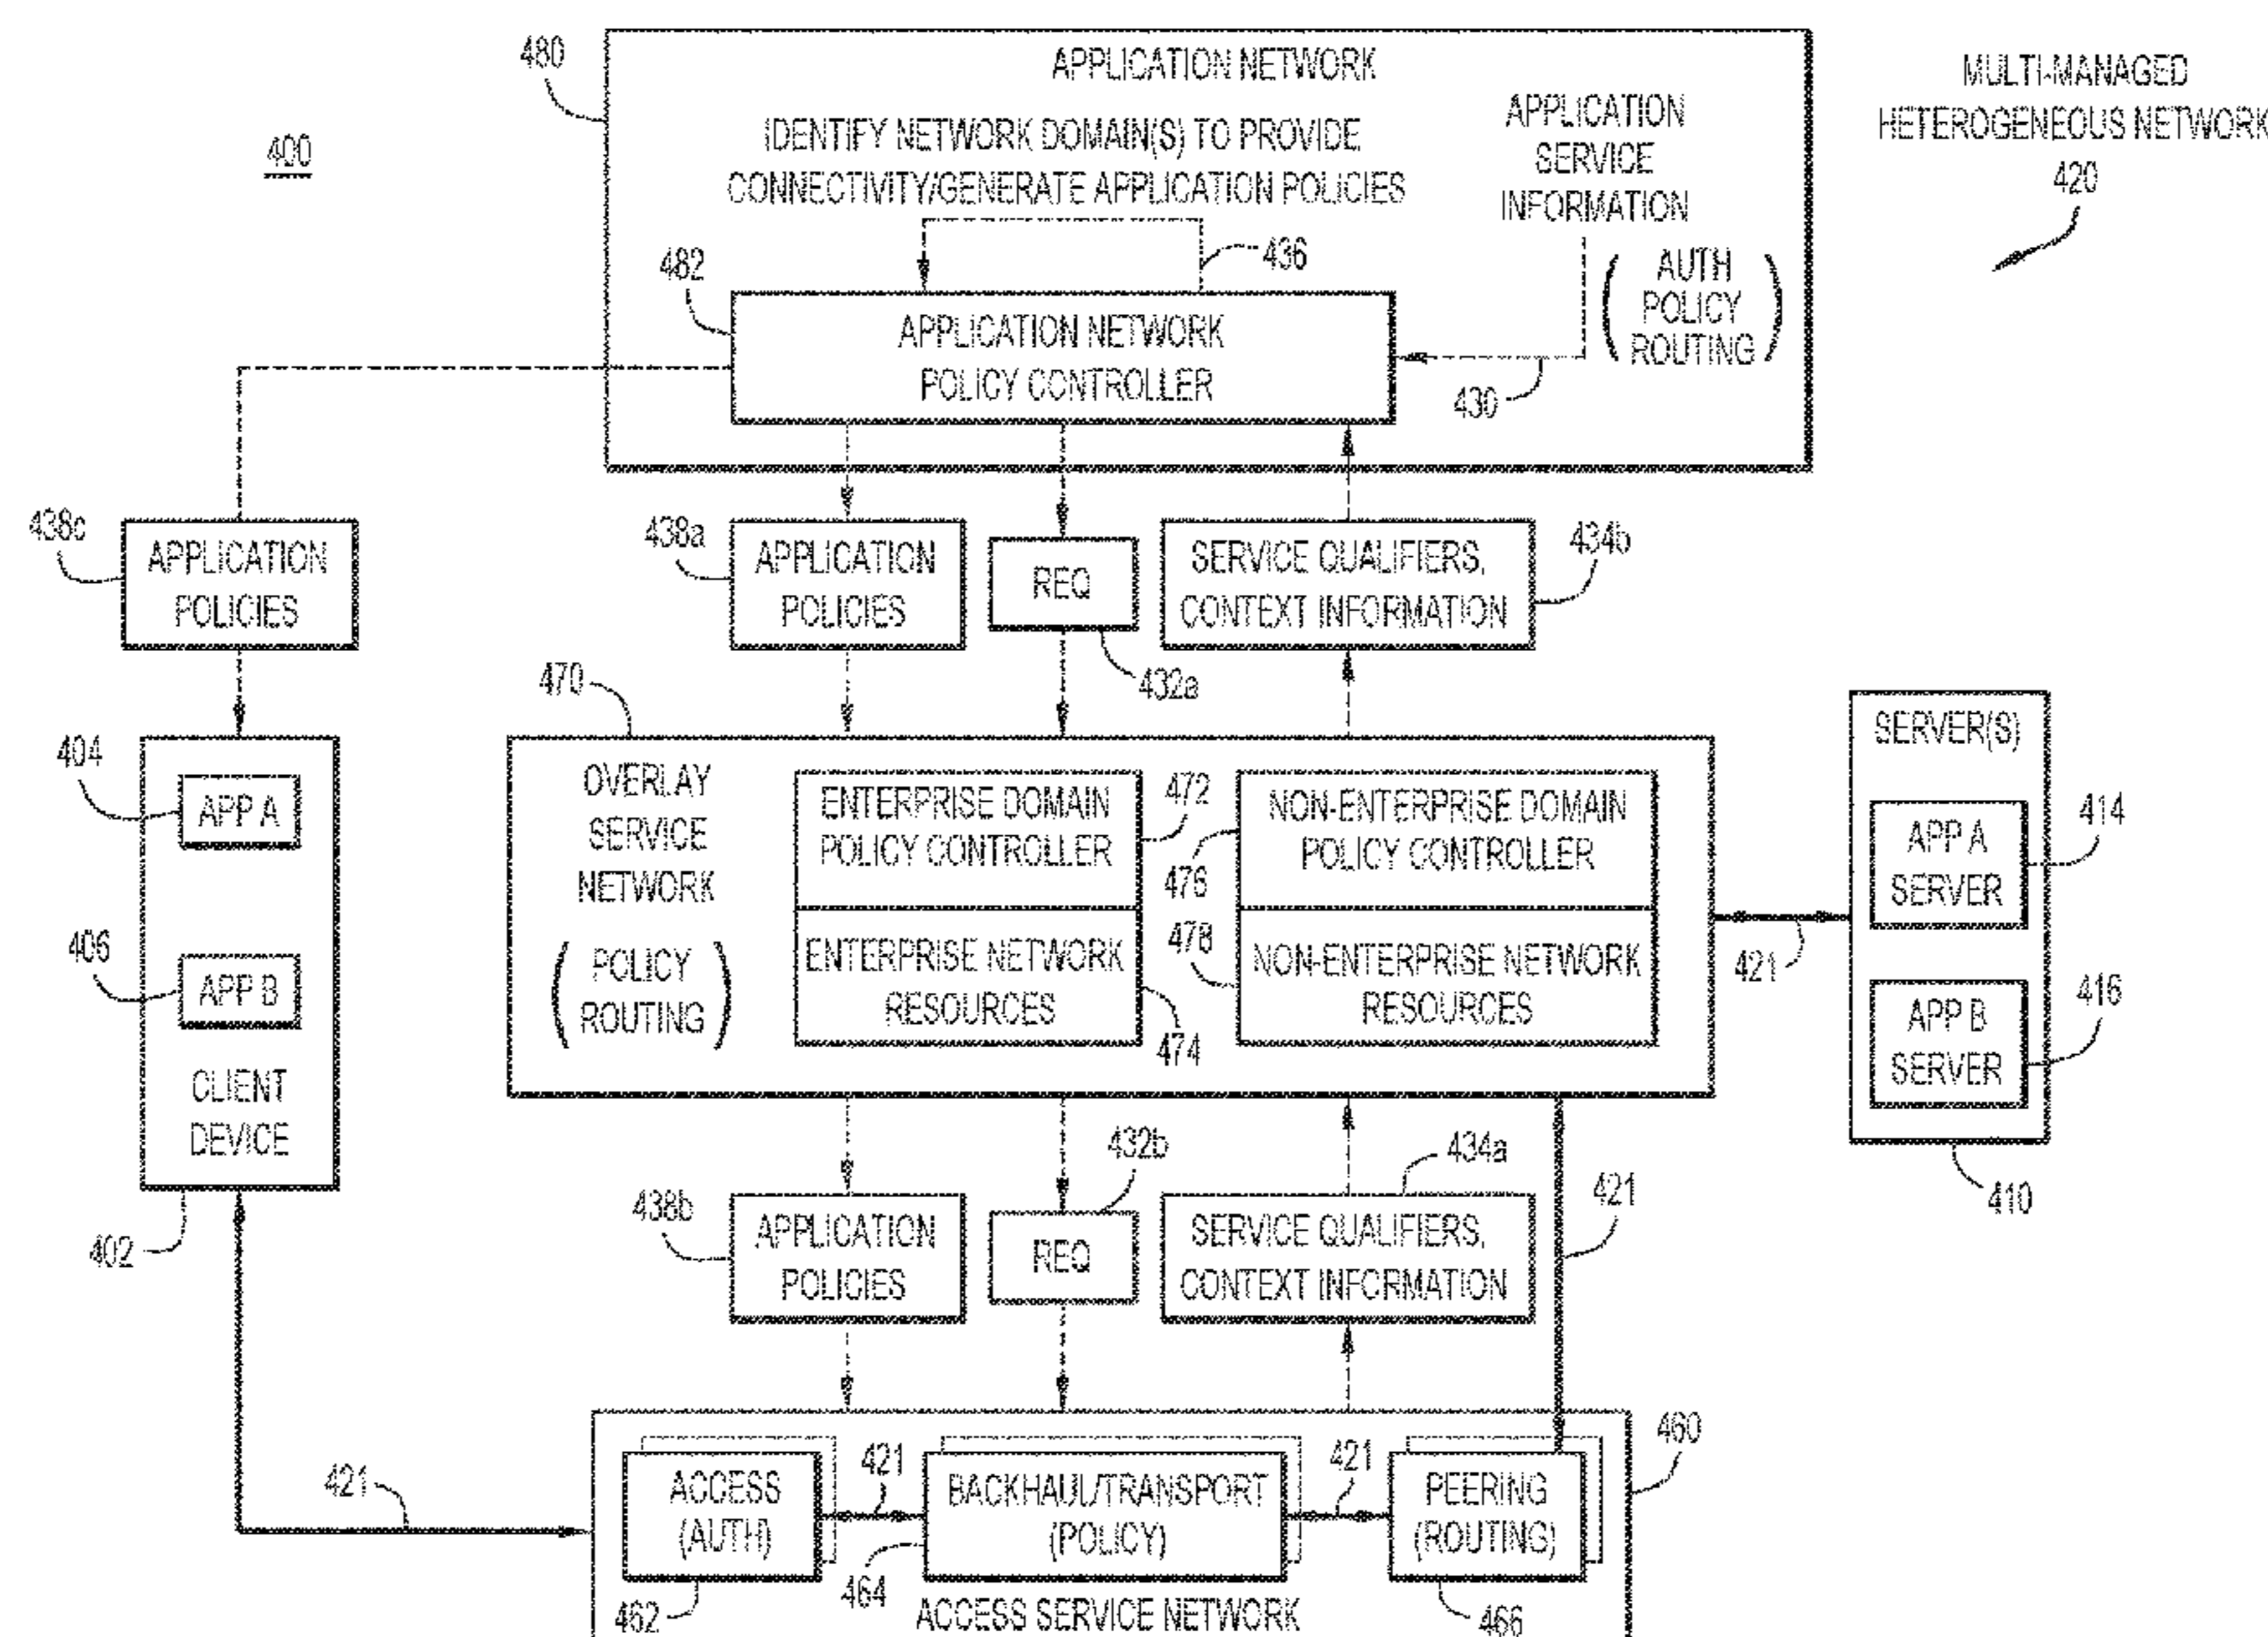 480
APPLICATION NETWORK
MULTI-MANAGED
HETEROGENEOUS NETWORK
420
400
IDENTIFY NETWORK DOMAIN(S) TO PROVIDE
CONNECTIVITY/GENERATE APPLICATION POLICIES
APPLICATION
SERVICE
INFORMATION
436
482
(AUTH
POLICY
ROUTING)
APPLICATION NETWORK
POLICY CONTROLLER
430
438c
APPLICATION
POLICIES
438a
APPLICATION
POLICIES
REQ
432a
SERVICE QUALIFIERS,
CONTEXT INFORMATION
434b
470
404
APP A
406
APP B
CLIENT
DEVICE
402
OVERLAY
SERVICE
NETWORK
(POLICY
ROUTING)
ENTERPRISE DOMAIN
POLICY CONTROLLER
472
ENTERPRISE NETWORK
RESOURCES
474
NON-ENTERPRISE DOMAIN
POLICY CONTROLLER
476
NON-ENTERPRISE NETWORK
RESOURCES
478
421
SERVER(S)
APP A
SERVER
414
APP B
SERVER
416
410
438b
APPLICATION
POLICIES
432b
REQ
434a
SERVICE QUALIFIERS,
CONTEXT INFORMATION
421
460
421
ACCESS
(AUTH)
462
421
BACKHAUL/TRANSPORT
(POLICY)
464
421
PEERING
(ROUTING)
466
ACCESS SERVICE NETWORK